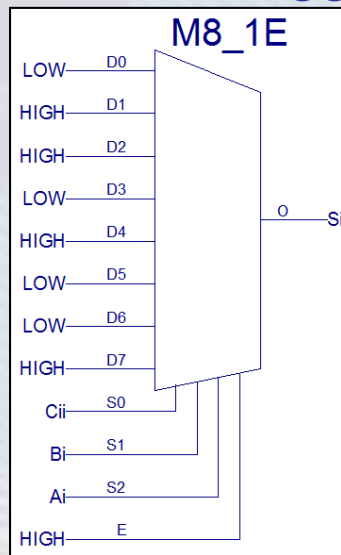 M8_1E
LOW D0
HIGH D1
HIGH D2
LOW D3
HIGH D4
LOW D5
LOW D6
HIGH D7
O Si
Cii S0
Bi S1
Ai S2
HIGH E